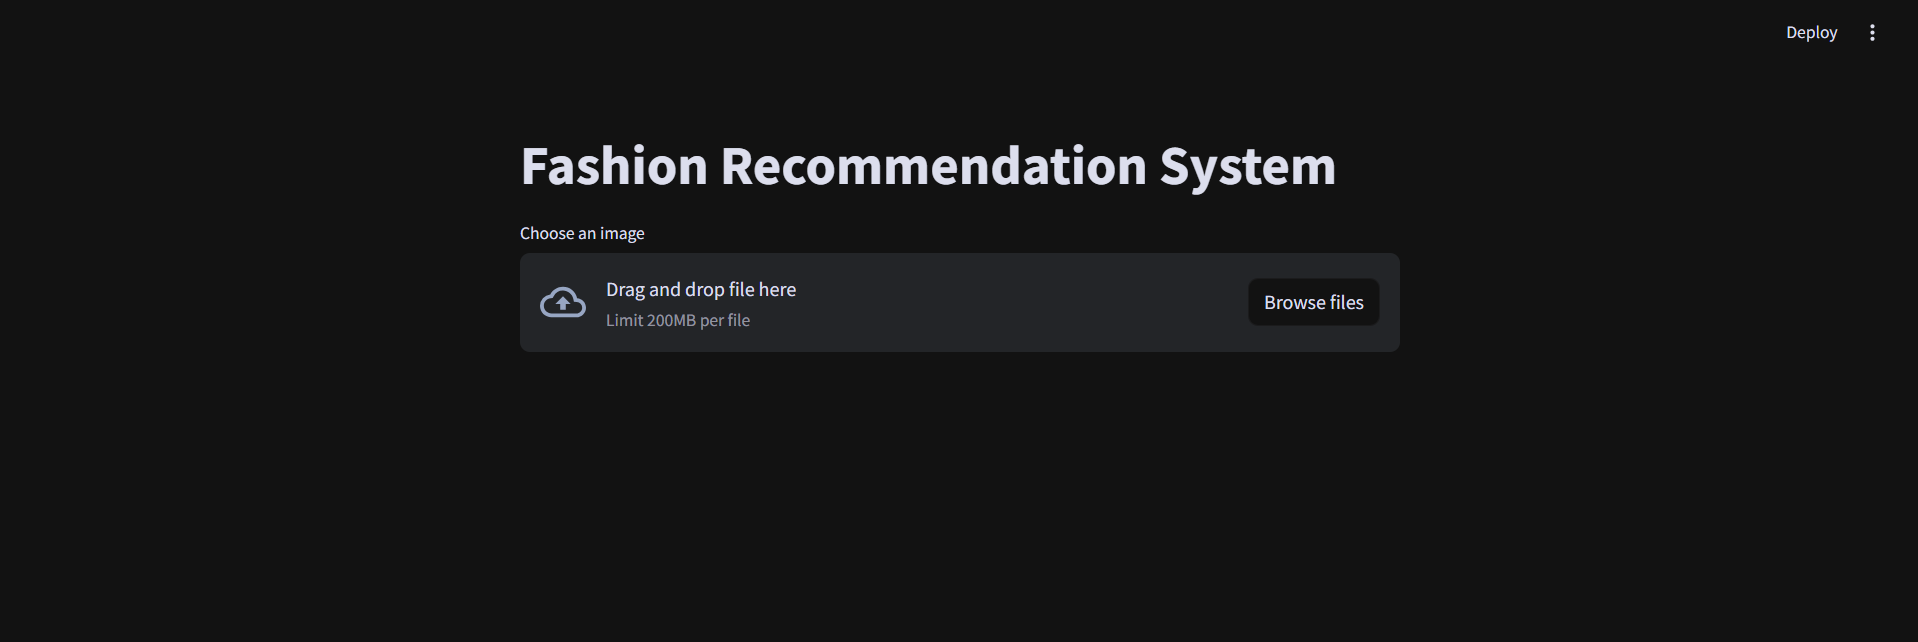 Deploy
Fashion Recommendation System
Choose an image
Drag and drop file here
Limit 200MB per file
Browse files